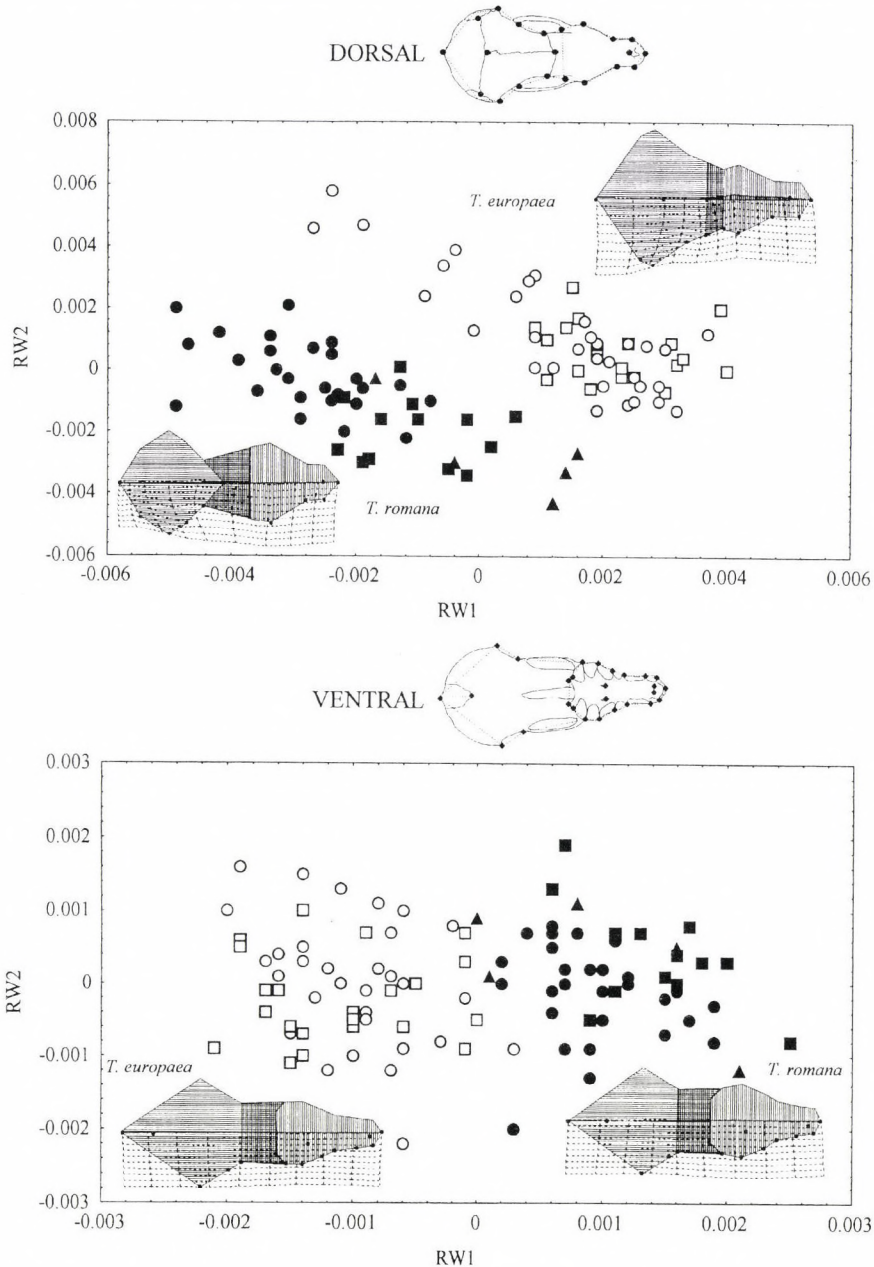 DORSAL
0.008
0.006
0.004
0.002
0
-0.002
-0.004
-0.006
RW2
T. europaea
T. romana
-0.006 -0.004 -0.002 0 0.002 0.004 0.006
RW1
VENTRAL
0.003
0.002
0.001
0
-0.001
-0.002
-0.003
RW2
T. europaea
T. romana
-0.003 -0.002 -0.001 0 0.001 0.002 0.003
RW1